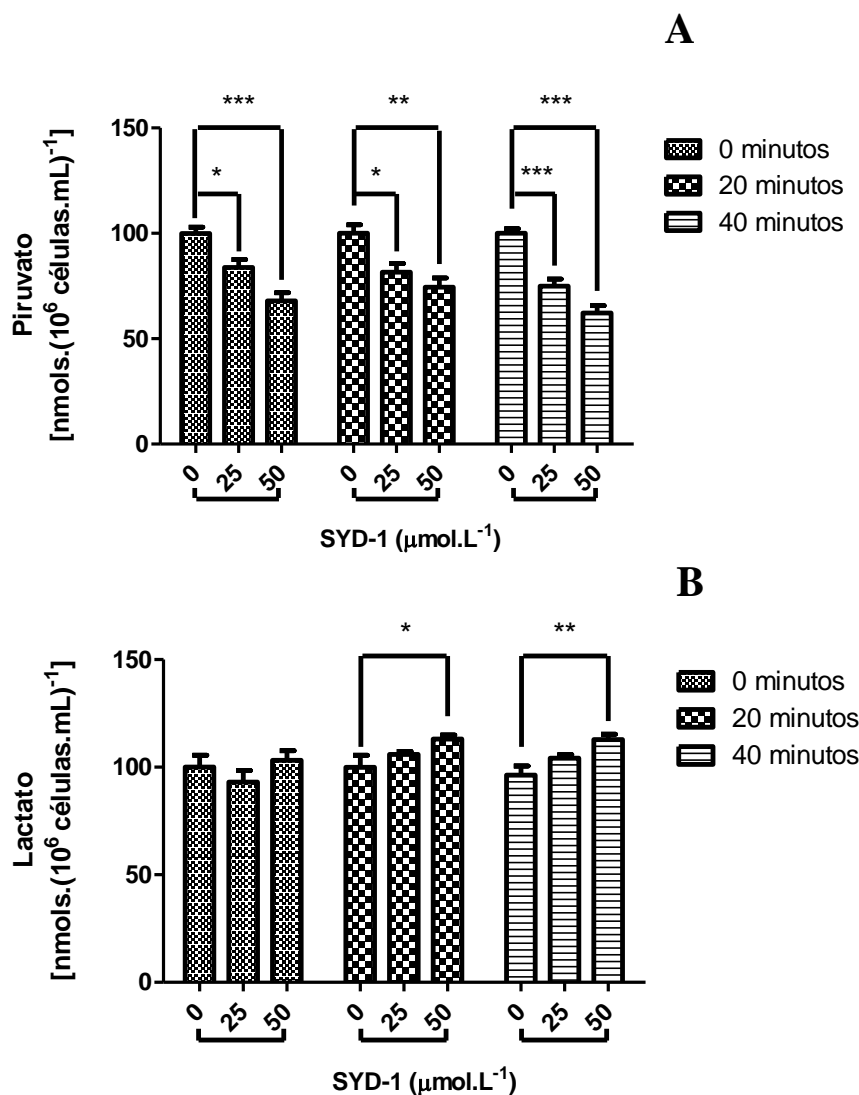 A
*** ** ***
* * ***
150
100
50
0
Piruvato
[nmols.(10⁶ células.mL)⁻¹]
0 minutos
20 minutos
40 minutos
0 25 50 0 25 50 0 25 50
SYD-1 (µmol.L⁻¹)
B
* **
150
100
50
0
Lactato
[nmols.(10⁶ células.mL)⁻¹]
0 minutos
20 minutos
40 minutos
0 25 50 0 25 50 0 25 50
SYD-1 (µmol.L⁻¹)